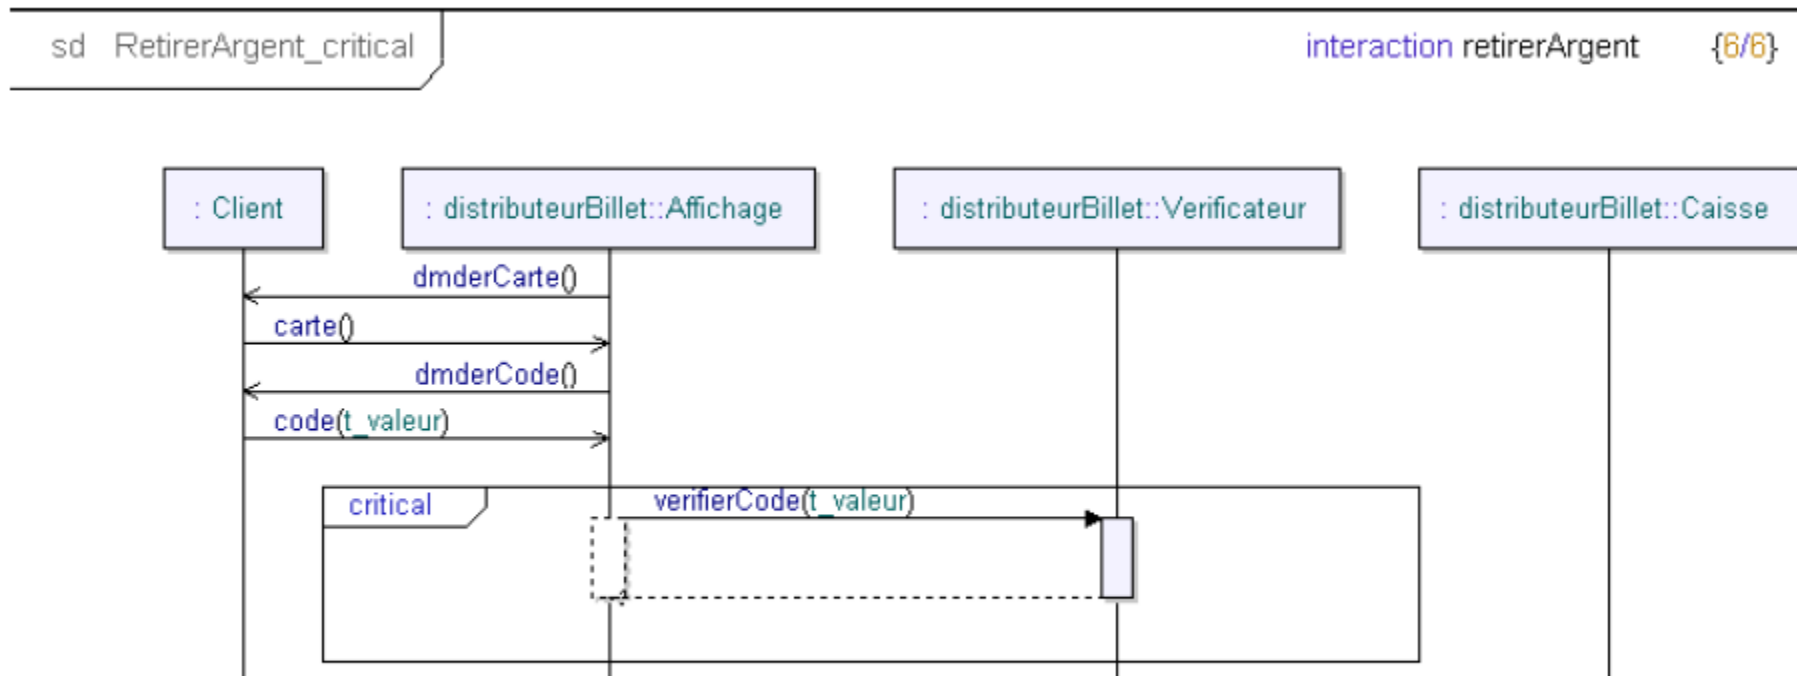 sd RetirerArgent_critical
interaction retirerArgent {6/6}
: Client
: distributeurBillet::Affichage
: distributeurBillet::Verificateur
: distributeurBillet::Caisse
dmderCarte()
carte()
dmderCode()
code(t_valeur)
critical
verifierCode(t_valeur)